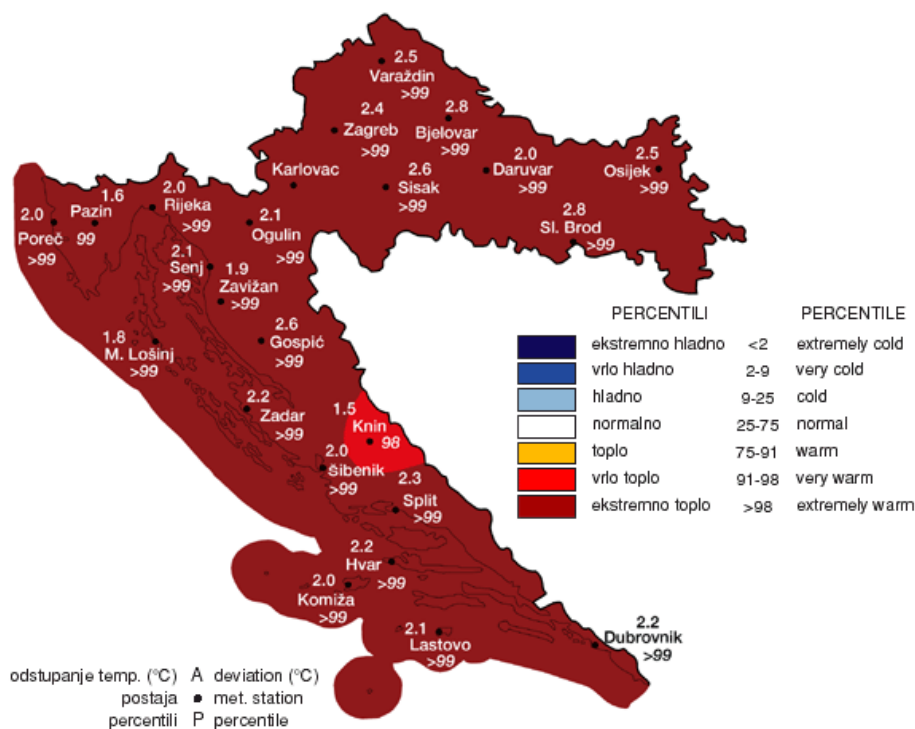 2.5
Varaždin
>99
2.4
Zagreb
>99
2.8
Bjelovar
>99
2.0
Daruvar
>99
2.5
Osijek
>99
Karlovac
2.6
Sisak
>99
2.8
Sl. Brod
>99
2.0
Poreč
>99
1.6
Pazin
99
2.0
Rijeka
>99
2.1
Ogulin
>99
2.1
Senj
>99
1.9
Zavižan
>99
1.8
M. Lošinj
>99
2.6
Gospić
>99
2.2
Zadar
>99
1.5
Knin
98
2.0
Šibenik
>99
2.3
Split
>99
2.2
Hvar
>99
2.0
Komiža
>99
2.1
Lastovo
>99
2.2
Dubrovnik
>99
PERCENTILI PERCENTILE
ekstremno hladno <2 extremely cold
vrlo hladno 2-9 very cold
hladno 9-25 cold
normalno 25-75 normal
toplo 75-91 warm
vrlo toplo 91-98 very warm
ekstremno toplo >98 extremely warm
odstupanje temp. (°C) A deviation (°C)
postaja met. station
percentili P percentile